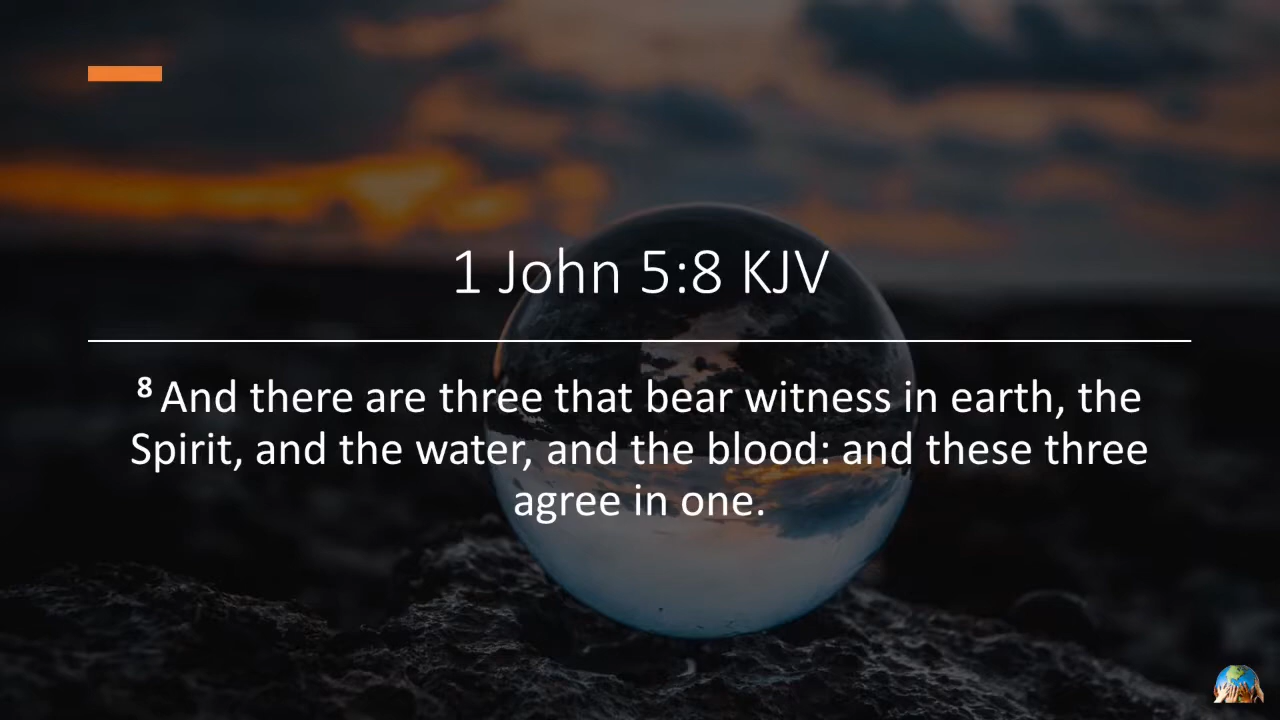 1 John 5:8 KJV
⁸ And there are three that bear witness in earth, the
Spirit, and the water, and the blood: and these three
agree in one.